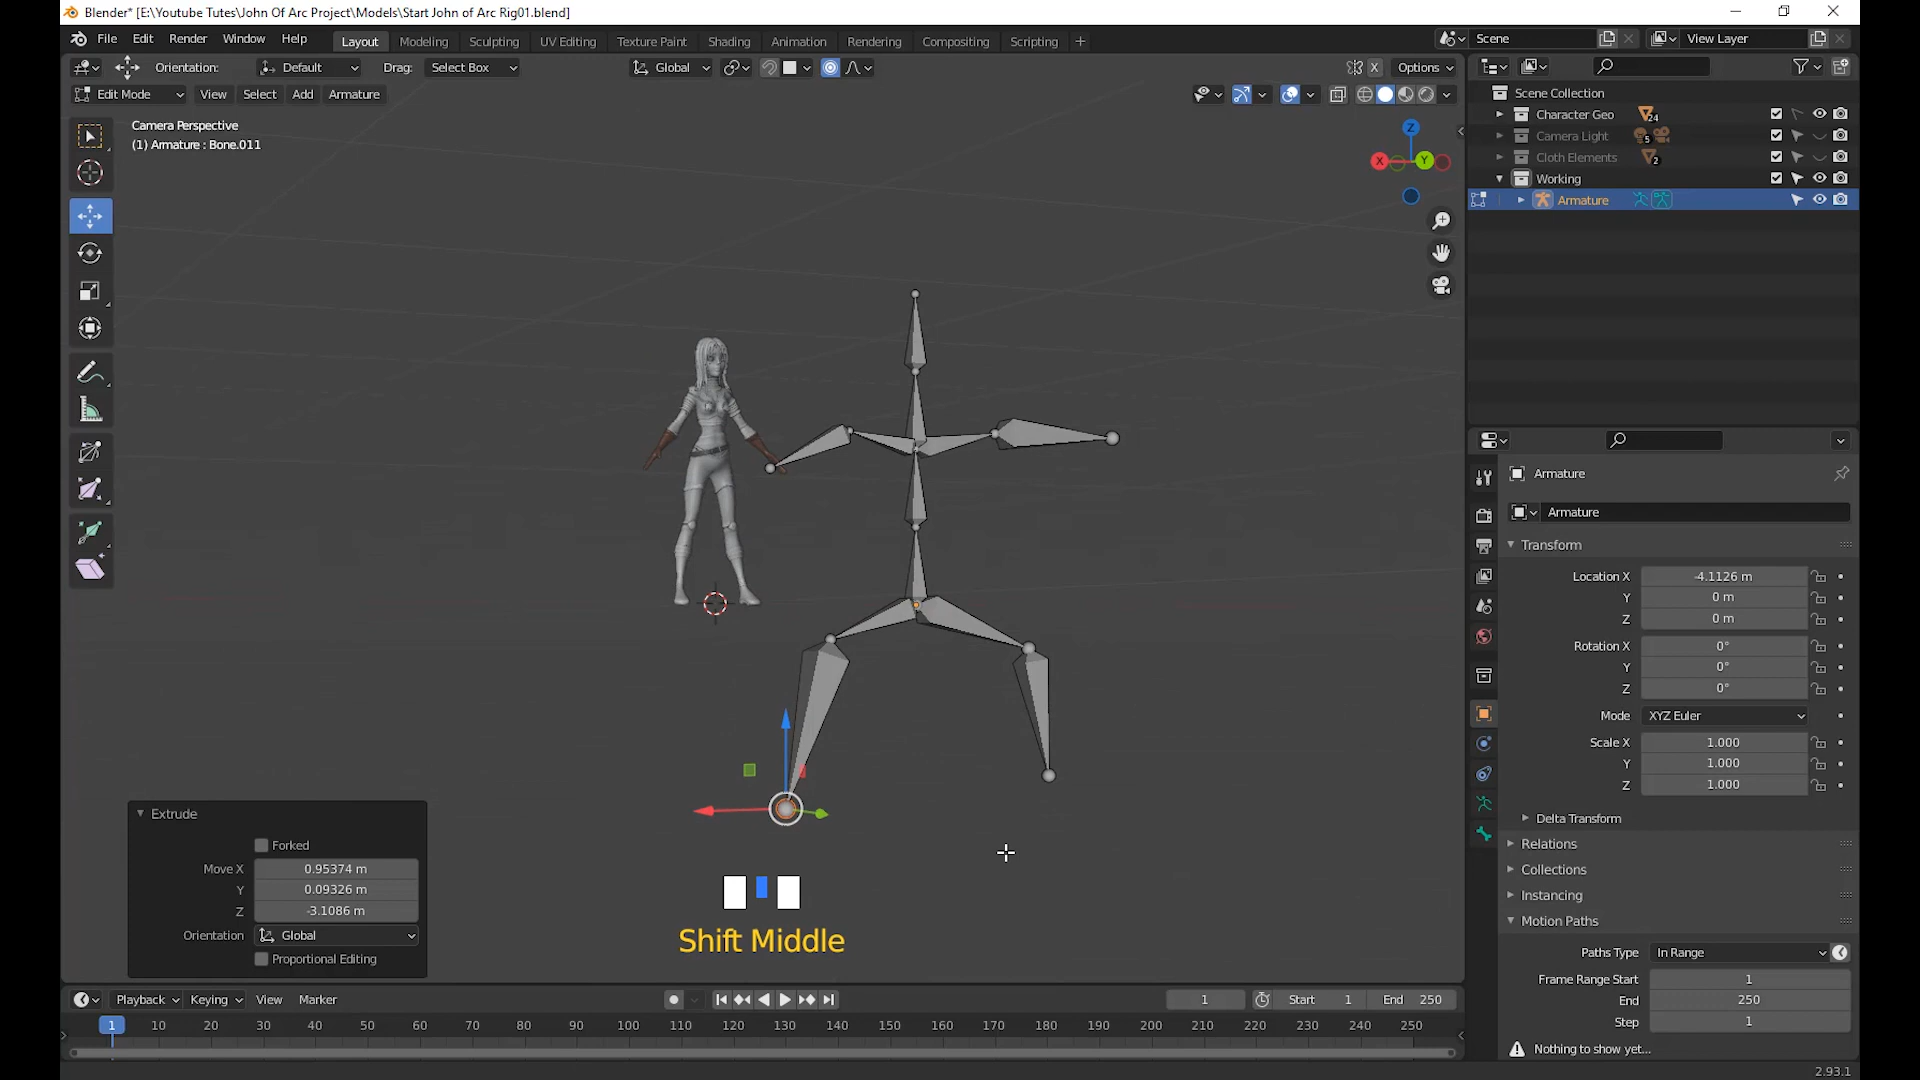 Blender* [E:\Youtube Tutes\John Of Arc Project\Models\Start John of Arc Rig01.blend]
File Edit Render Window Help Layout Modeling Sculpting UV Editing Texture Paint Shading Animation Rendering Compositing Scripting + Scene View Layer
Orientation: Default Drag: Select Box Global X Options
Edit Mode View Select Add Armature
Camera Perspective
(1) Armature : Bone.011
Z
X
Y
Scene Collection
Character Geo 24
Camera Light 5
Cloth Elements 2
Working
Armature
Armature
Armature
Transform
Location X -4.1126 m
Y 0 m
Z 0 m
Rotation X 0°
Y 0°
Z 0°
Mode XYZ Euler
Scale X 1.000
Y 1.000
Z 1.000
Delta Transform
Relations
Collections
Instancing
Motion Paths
Paths Type In Range
Frame Range Start 1
End 250
Step 1
Nothing to show yet...
Extrude
Forked
Move X 0.95374 m
Y 0.09326 m
Z -3.1086 m
Orientation Global
Proportional Editing
Shift Middle
Playback Keying View Marker 1 Start 1 End 250
1 10 20 30 40 50 60 70 80 90 100 110 120 130 140 150 160 170 180 190 200 210 220 230 240 250
2.93.1